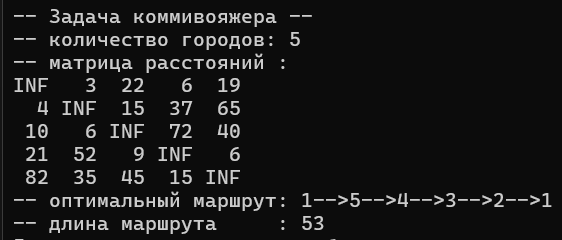 -- Задача коммивояжера --
-- количество городов: 5
-- матрица расстояний :
INF   3  22   6  19
  4 INF  15  37  65
 10   6 INF  72  40
 21  52   9 INF   6
 82  35  45  15 INF
-- оптимальный маршрут: 1-->5-->4-->3-->2-->1
-- длина маршрута     : 53